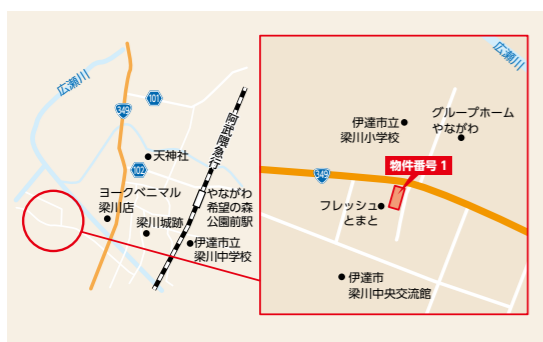 広瀬川
349
101
阿武隈急行
天神社
102
ヨークベニマル
梁川店
梁川城跡
やながわ
希望の森
公園前駅
伊達市立
梁川中学校
広瀬川
伊達市立
梁川小学校
グループホーム
やながわ
349
物件番号 1
フレッシュ
とまと
伊達市
梁川中央交流館